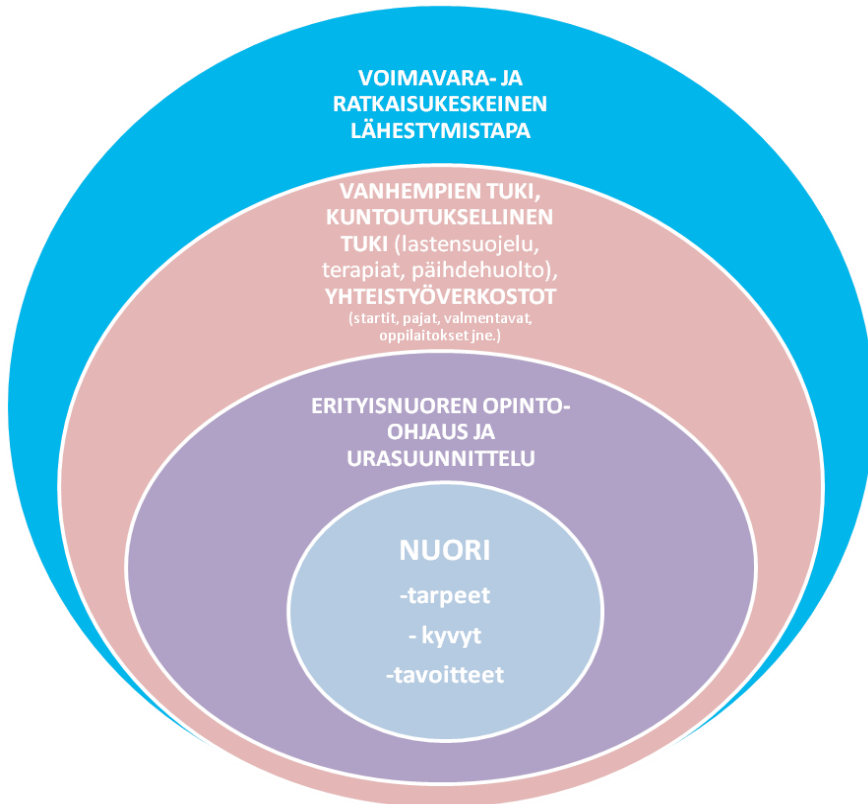 VOIMAVARA- JA
RATKAISUKESKEINEN
LÄHESTYMISTAPA
VANHEMPIEN TUKI,
KUNTOUTUKSELLINEN
TUKI (lastensuojelu,
terapiat, päihdehuolto),
YHTEISTYÖVERKOSTOT
(startit, pajat, valmentavat,
oppilaitokset jne.)
ERITYISNUOREN OPINTO-
OHJAUS JA
URASUUNNITTELU
NUORI
-tarpeet
- kyvyt
-tavoitteet